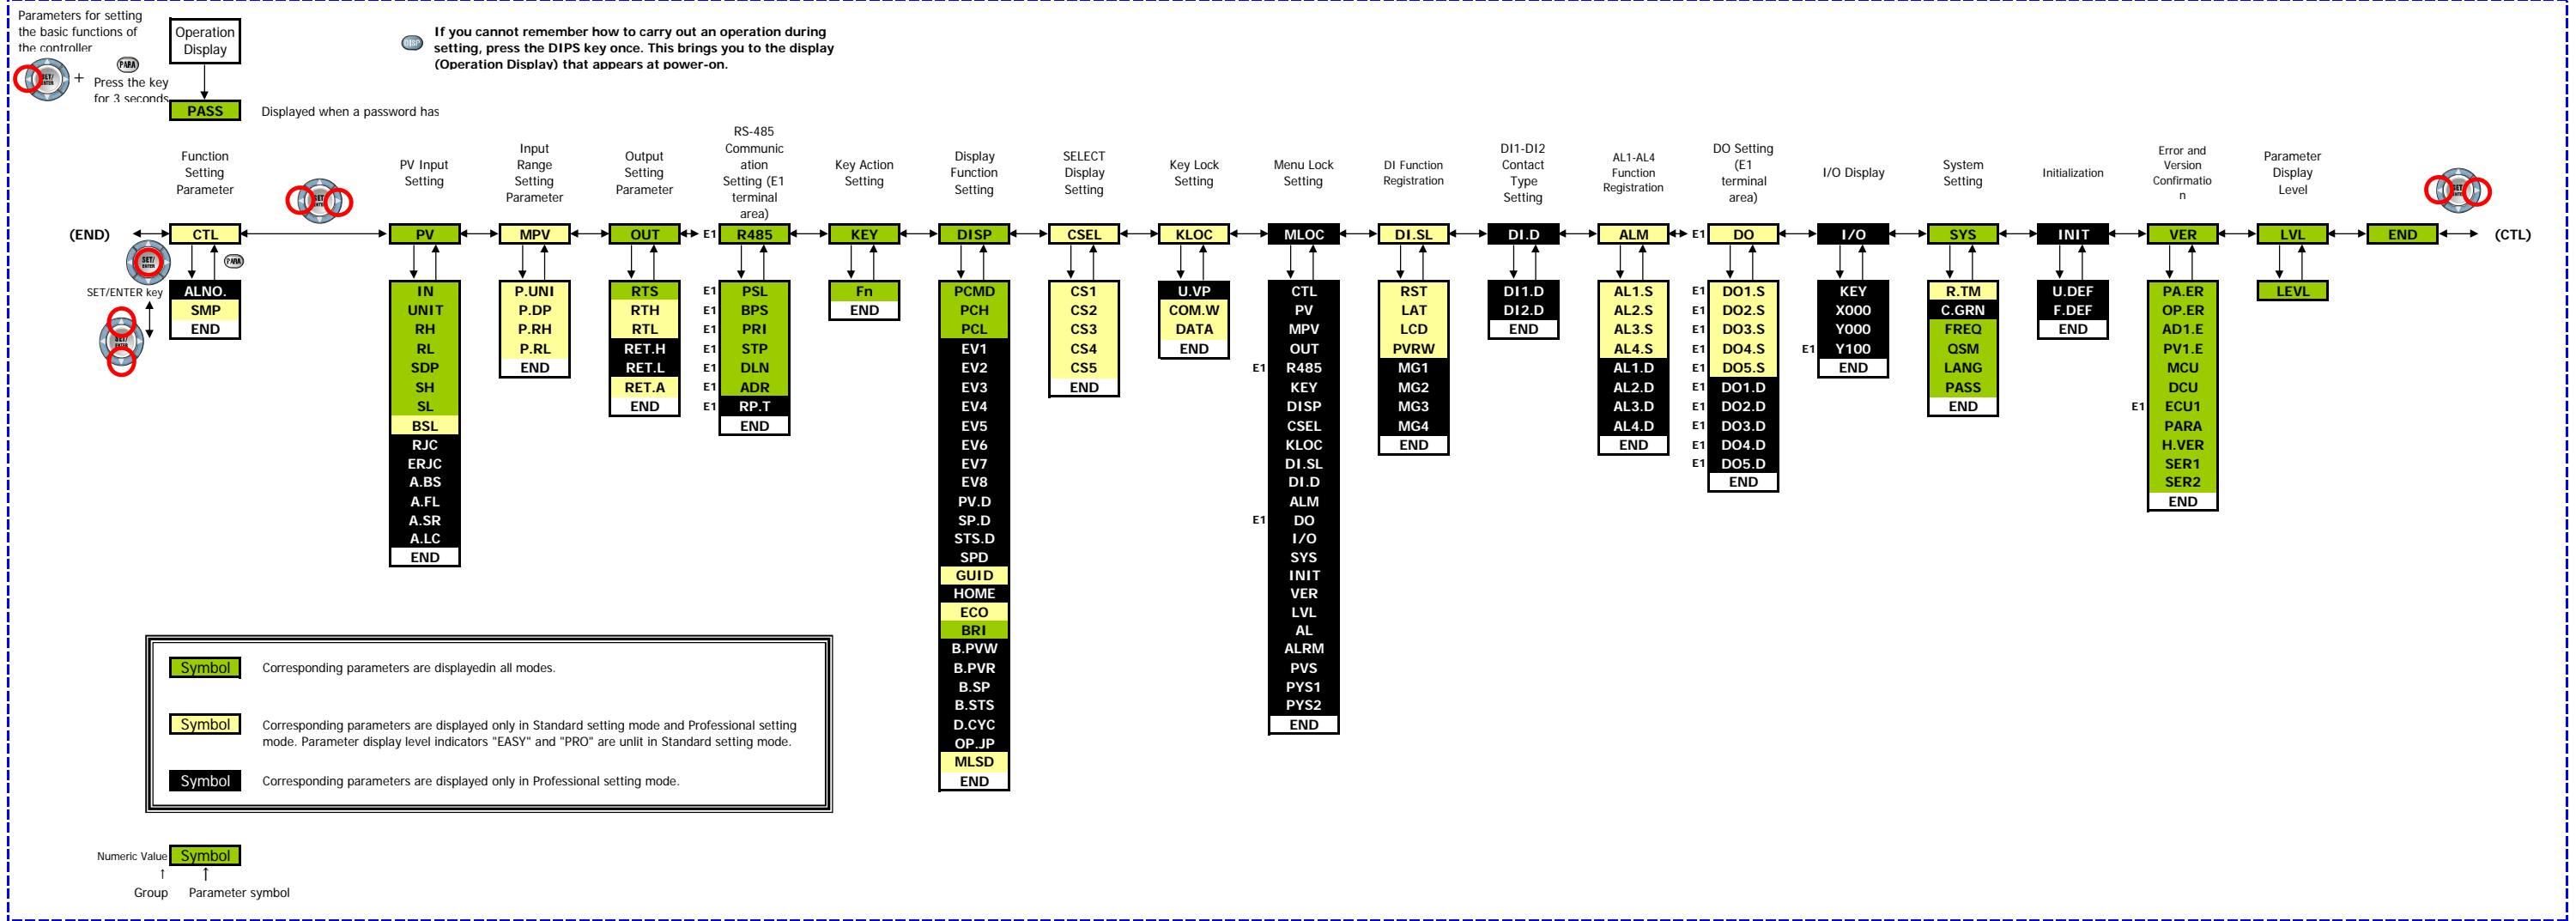 Parameters for setting
the basic functions of
the controller
Operation
Display
DISP
If you cannot remember how to carry out an operation during
setting, press the DIPS key once. This brings you to the display
(Operation Display) that appears at power-on.
SET/
ENTER
+
PARA
Press the key
for 3 seconds
PASS
Displayed when a password has
Function
Setting
Parameter
PV Input
Setting
Input
Range
Setting
Parameter
Output
Setting
Parameter
RS-485
Communic
ation
Setting (E1
terminal
area)
Key Action
Setting
Display
Function
Setting
SELECT
Display
Setting
Key Lock
Setting
Menu Lock
Setting
DI Function
Registration
DI1-DI2
Contact
Type
Setting
AL1-AL4
Function
Registration
DO Setting
(E1
terminal
area)
I/O Display
System
Setting
Initialization
Error and
Version
Confirmatio
n
Parameter
Display
Level
(END)
CTL
PV
MPV
OUT
E1 R485
KEY
DISP
CSEL
KLOC
MLOC
DI.SL
DI.D
ALM
E1 DO
I/O
SYS
INIT
VER
LVL
END
(CTL)
SET/
ENTER
PARA
SET/ENTER key
ALNO.
SMP
END
IN
UNIT
RH
RL
SDP
SH
SL
BSL
RJC
ERJC
A.BS
A.FL
A.SR
A.LC
END
P.UNI
P.DP
P.RH
P.RL
END
RTS
RTH
RTL
RET.H
RET.L
RET.A
END
E1 PSL
E1 BPS
E1 PRI
E1 STP
E1 DLN
E1 ADR
E1 RP.T
END
Fn
END
PCMD
PCH
PCL
EV1
EV2
EV3
EV4
EV5
EV6
EV7
EV8
PV.D
SP.D
STS.D
SPD
GUID
HOME
ECO
BRI
B.PVW
B.PVR
B.SP
B.STS
D.CYC
OP.JP
MLSD
END
CS1
CS2
CS3
CS4
CS5
END
U.VP
COM.W
DATA
END
CTL
PV
MPV
OUT
E1 R485
KEY
DISP
CSEL
KLOC
DI.SL
DI.D
ALM
E1 DO
I/O
SYS
INIT
VER
LVL
AL
ALRM
PVS
PYS1
PYS2
END
RST
LAT
LCD
PVRW
MG1
MG2
MG3
MG4
END
DI1.D
DI2.D
END
AL1.S
AL2.S
AL3.S
AL4.S
AL1.D
AL2.D
AL3.D
AL4.D
END
E1 DO1.S
E1 DO2.S
E1 DO3.S
E1 DO4.S
E1 DO5.S
E1 DO1.D
E1 DO2.D
E1 DO3.D
E1 DO4.D
E1 DO5.D
END
KEY
X000
Y000
E1 Y100
END
R.TM
C.GRN
FREQ
QSM
LANG
PASS
END
U.DEF
F.DEF
END
PA.ER
OP.ER
AD1.E
PV1.E
MCU
DCU
E1 ECU1
PARA
H.VER
SER1
SER2
END
LEVL
Symbol
Corresponding parameters are displayedin all modes.
Symbol
Corresponding parameters are displayed only in Standard setting mode and Professional setting
mode. Parameter display level indicators "EASY" and "PRO" are unlit in Standard setting mode.
Symbol
Corresponding parameters are displayed only in Professional setting mode.
Numeric Value Symbol
↑ ↑
Group Parameter symbol